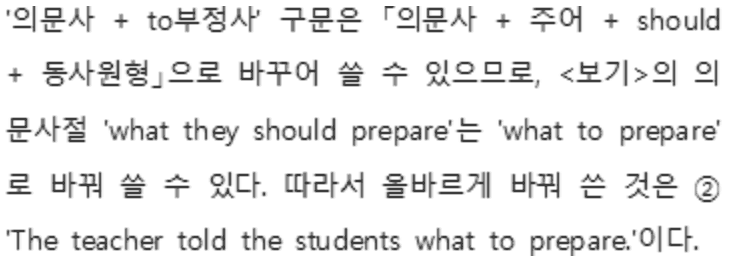 '의문사 + to부정사' 구문은 「의문사 + 주어 + should
+ 동사원형」으로 바꾸어 쓸 수 있으므로, <보기>의 의
문사절 'what they should prepare'는 'what to prepare'
로 바꿔 쓸 수 있다. 따라서 올바르게 바꿔 쓴 것은 ②
'The teacher told the students what to prepare.'이다.